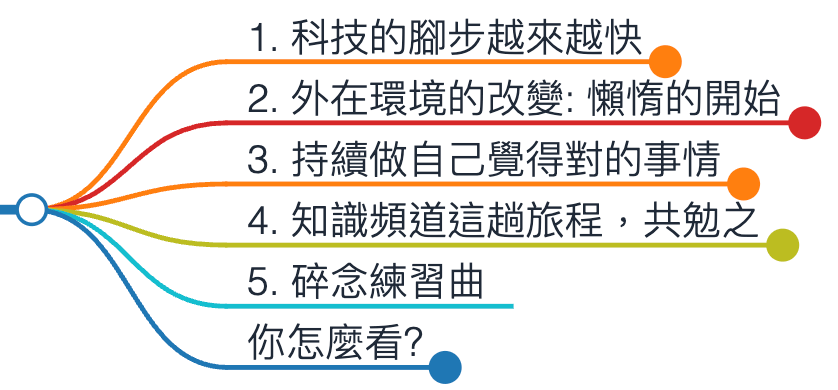 1. 科技的腳步越來越快
2. 外在環境的改變: 懶惰的開始
3. 持續做自己覺得對的事情
4. 知識頻道這趟旅程，共勉之
5. 碎念練習曲
你怎麼看?